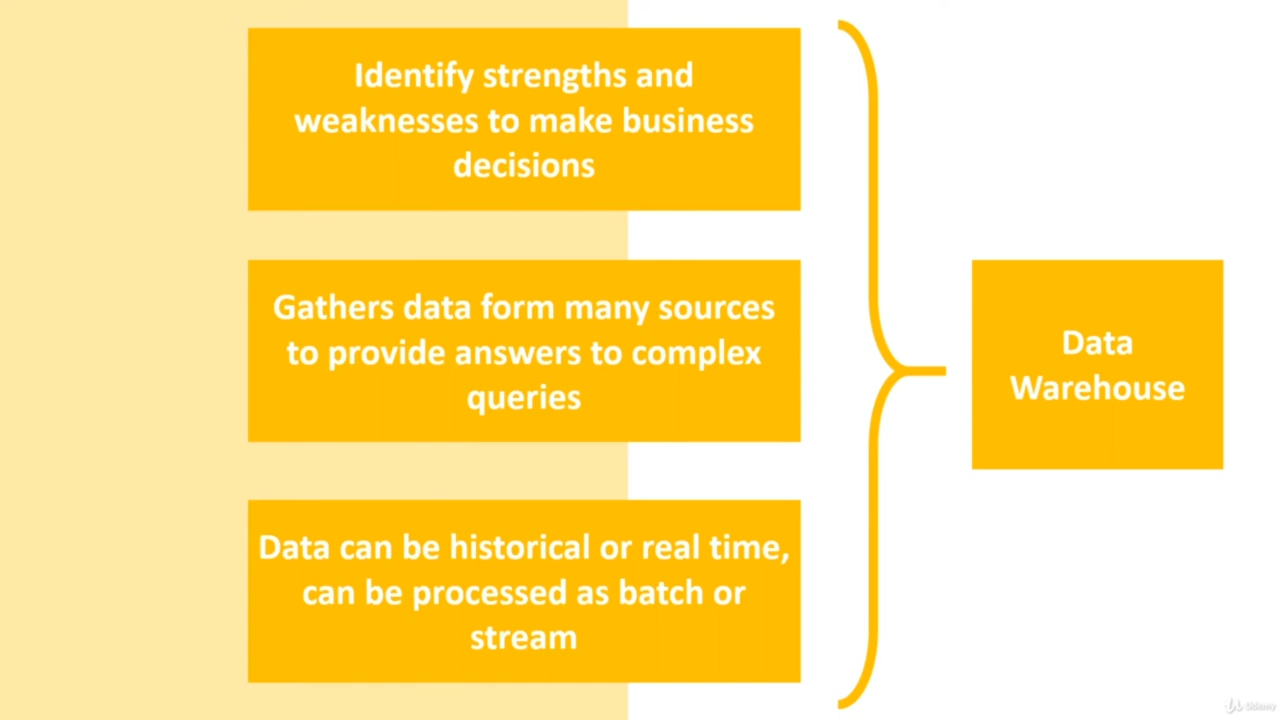 Identify strengths and
weaknesses to make business
decisions
Gathers data form many sources
to provide answers to complex
queries
Data can be historical or real time,
can be processed as batch or
stream
Data
Warehouse
Udemy